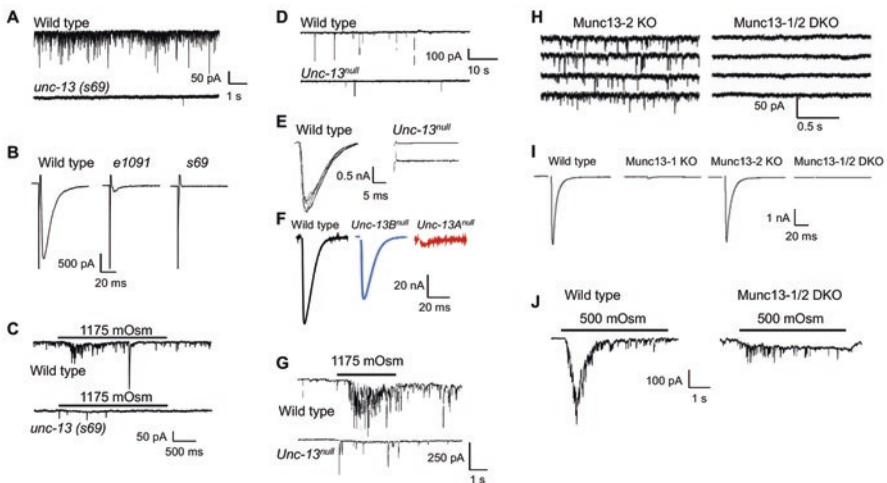 A
Wild type
50 pA
1 s
unc-13 (s69)
B
Wild type e1091 s69
500 pA
20 ms
C
1175 mOsm
Wild type
1175 mOsm
unc-13 (s69)
50 pA
500 ms
D
Wild type
100 pA
10 s
Unc-13null
E
Wild type
Unc-13null
0.5 nA
5 ms
F
Wild type Unc-13Bnull Unc-13Anull
20 nA
20 ms
G
1175 mOsm
Wild type
Unc-13null
250 pA
1 s
H
Munc13-2 KO Munc13-1/2 DKO
50 pA
0.5 s
I
Wild type Munc13-1 KO Munc13-2 KO Munc13-1/2 DKO
1 nA
20 ms
J
Wild type Munc13-1/2 DKO
500 mOsm 500 mOsm
100 pA
1 s